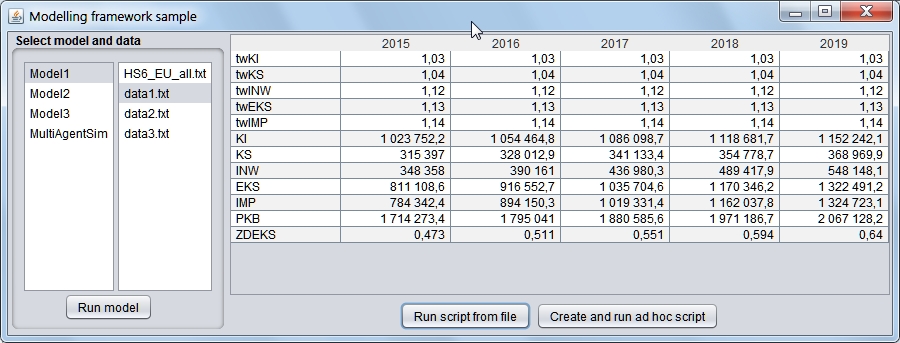 Modelling framework sample
Select model and data
Model1
Model2
Model3
MultiAgentSim
HS6_EU_all.txt
data1.txt
data2.txt
data3.txt
Run model
2015 2016 2017 2018 2019
twKI 1,03 1,03 1,03 1,03 1,03
twKS 1,04 1,04 1,04 1,04 1,04
twINW 1,12 1,12 1,12 1,12 1,12
twEKS 1,13 1,13 1,13 1,13 1,13
twIMP 1,14 1,14 1,14 1,14 1,14
KI 1 023 752,2 1 054 464,8 1 086 098,7 1 118 681,7 1 152 242,1
KS 315 397 328 012,9 341 133,4 354 778,7 368 969,9
INW 348 358 390 161 436 980,3 489 417,9 548 148,1
EKS 811 108,6 916 552,7 1 035 704,6 1 170 346,2 1 322 491,2
IMP 784 342,4 894 150,3 1 019 331,4 1 162 037,8 1 324 723,1
PKB 1 714 273,4 1 795 041 1 880 585,6 1 971 186,7 2 067 128,2
ZDEKS 0,473 0,511 0,551 0,594 0,64
Run script from file
Create and run ad hoc script